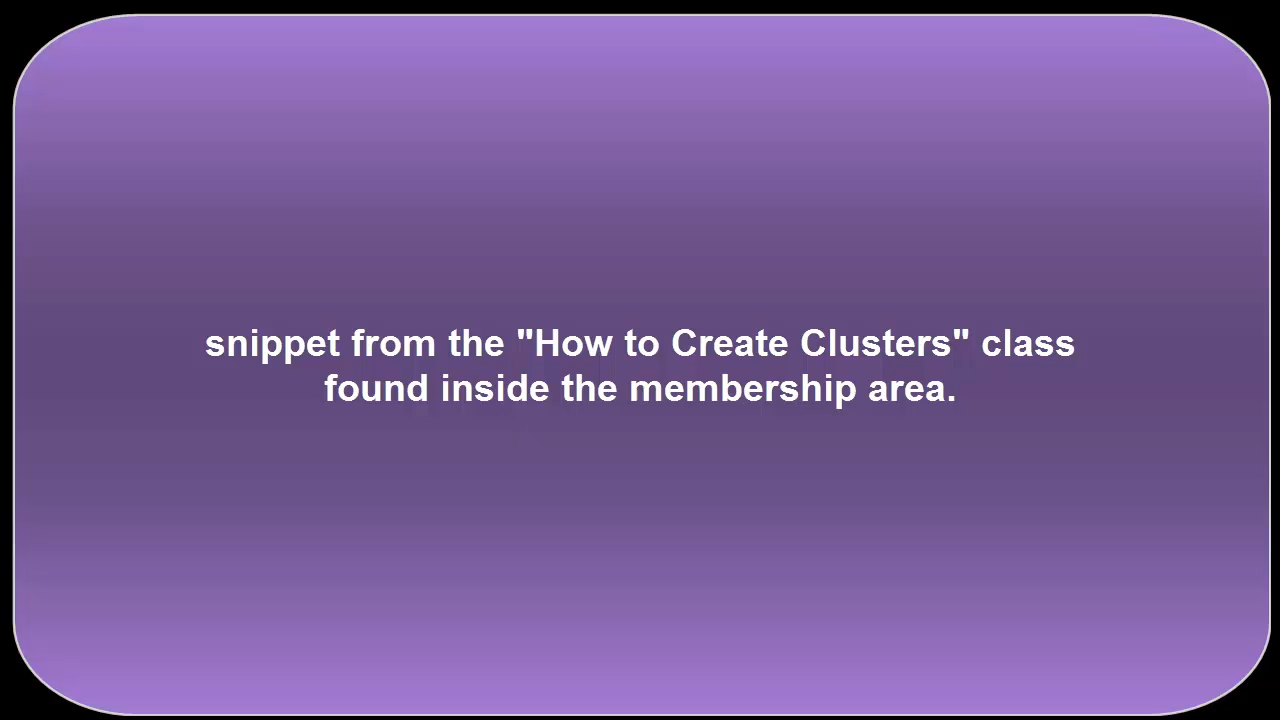 snippet from the "How to Create Clusters" class
found inside the membership area.